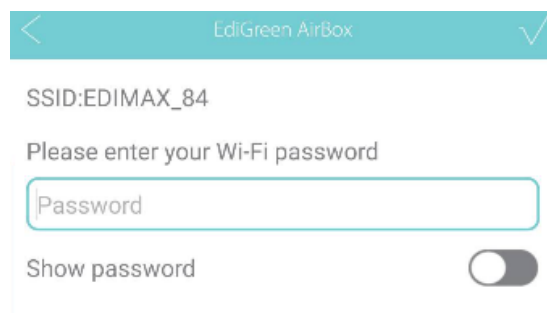 EdiGreen AirBox
SSID:EDIMAX_84
Please enter your Wi-Fi password
Password
Show password